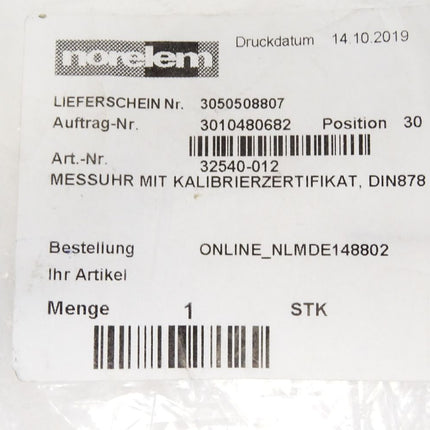 norelem
Druckdatum 14.10.2019
LIEFERSCHEIN Nr. 3050508807
Auftrag-Nr. 3010480682 Position 30
Art.-Nr. 32540-012
MESSUHR MIT KALIBRIERZERTIFIKAT, DIN878
Bestellung ONLINE_NLMDE148802
Ihr Artikel
Menge 1 STK